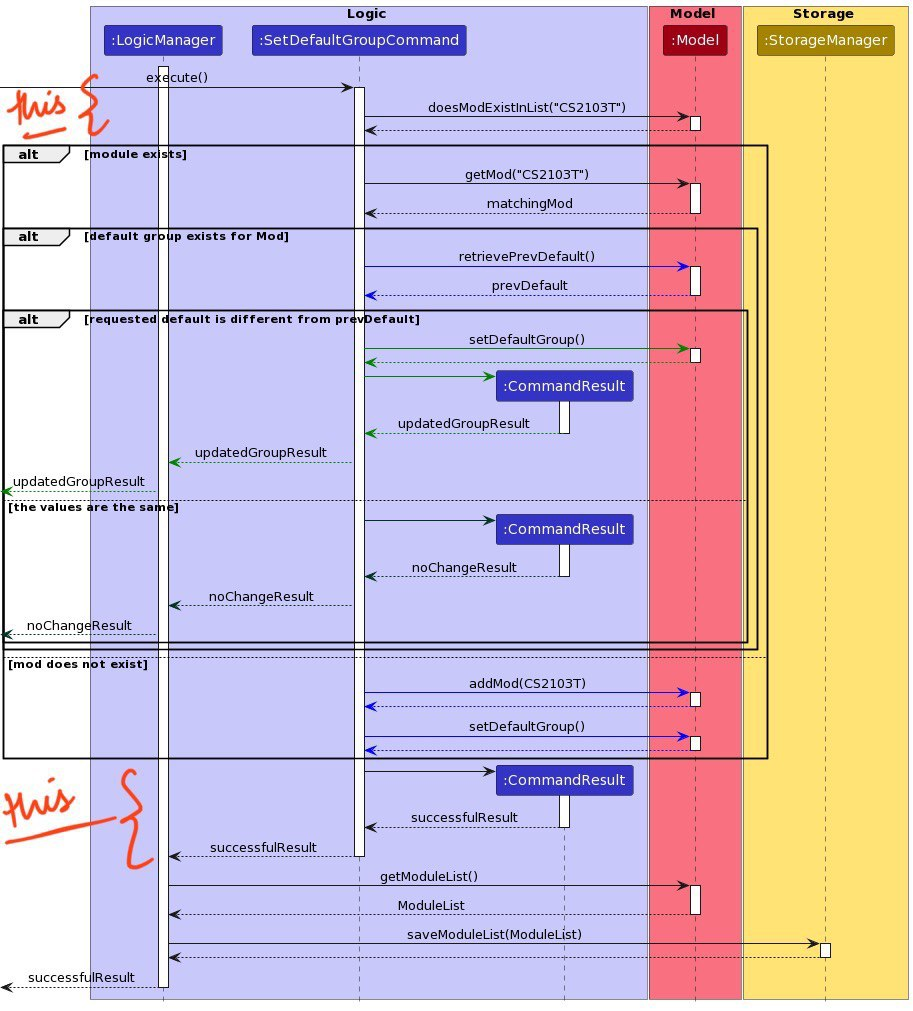 Logic
Model
Storage
:LogicManager
:SetDefaultGroupCommand
:Model
:StorageManager
execute()
this
doesModExistInList("CS2103T")
alt
[module exists]
getMod("CS2103T")
matchingMod
alt
[default group exists for Mod]
retrievePrevDefault()
prevDefault
alt
[requested default is different from prevDefault]
setDefaultGroup()
:CommandResult
updatedGroupResult
updatedGroupResult
updatedGroupResult
[the values are the same]
:CommandResult
noChangeResult
noChangeResult
noChangeResult
[mod does not exist]
addMod(CS2103T)
setDefaultGroup()
this
:CommandResult
successfulResult
successfulResult
getModuleList()
ModuleList
saveModuleList(ModuleList)
successfulResult